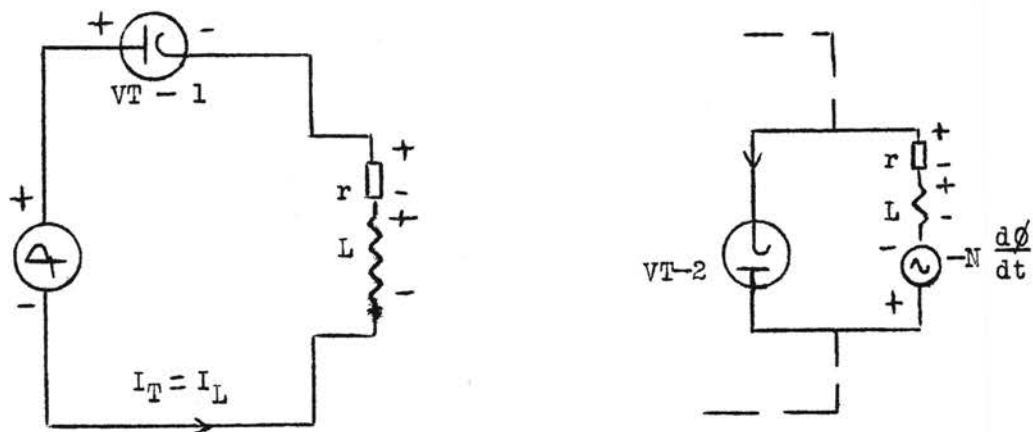 + -
VT - 1
+
+
r -
+
L
-
-
I_T = I_L
+
r -
+
L -
-
VT-2
-N dØ/dt
+